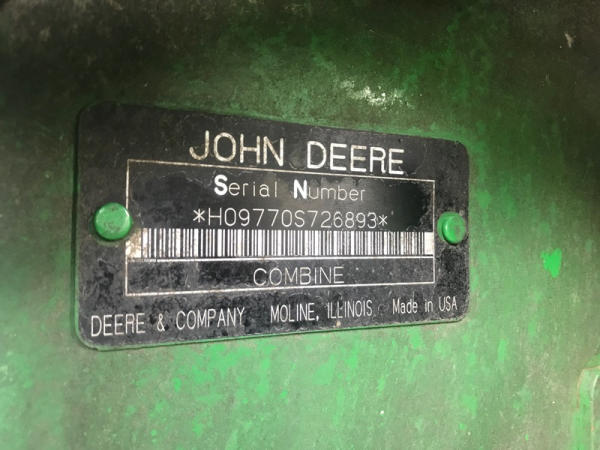 JOHN DEERE
Serial Number
*H09770S726893*
COMBINE
DEERE & COMPANY MOLINE, ILLINOIS Made in USA